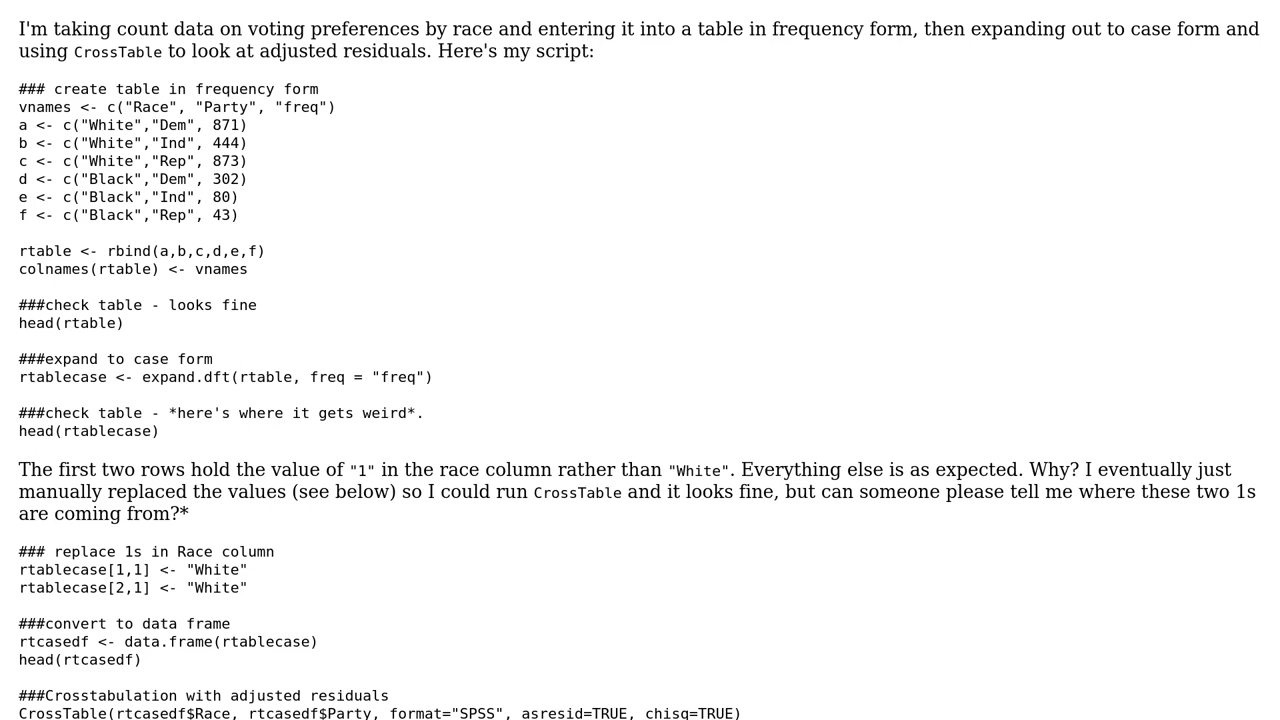 I'm taking count data on voting preferences by race and entering it into a table in frequency form, then expanding out to case form and
using CrossTable to look at adjusted residuals. Here's my script:
### create table in frequency form
vnames <- c("Race", "Party", "freq")
a <- c("White","Dem", 871)
b <- c("White","Ind", 444)
c <- c("White","Rep", 873)
d <- c("Black","Dem", 302)
e <- c("Black","Ind", 80)
f <- c("Black","Rep", 43)
rtable <- rbind(a,b,c,d,e,f)
colnames(rtable) <- vnames
###check table - looks fine
head(rtable)
###expand to case form
rtablecase <- expand.dft(rtable, freq = "freq")
###check table - *here's where it gets weird*.
head(rtablecase)
The first two rows hold the value of "1" in the race column rather than "White". Everything else is as expected. Why? I eventually just
manually replaced the values (see below) so I could run CrossTable and it looks fine, but can someone please tell me where these two 1s
are coming from?*
### replace 1s in Race column
rtablecase[1,1] <- "White"
rtablecase[2,1] <- "White"
###convert to data frame
rtcasedf <- data.frame(rtablecase)
head(rtcasedf)
###Crosstabulation with adjusted residuals
CrossTable(rtcasedf$Race, rtcasedf$Party, format="SPSS", asresid=TRUE, chisq=TRUE)